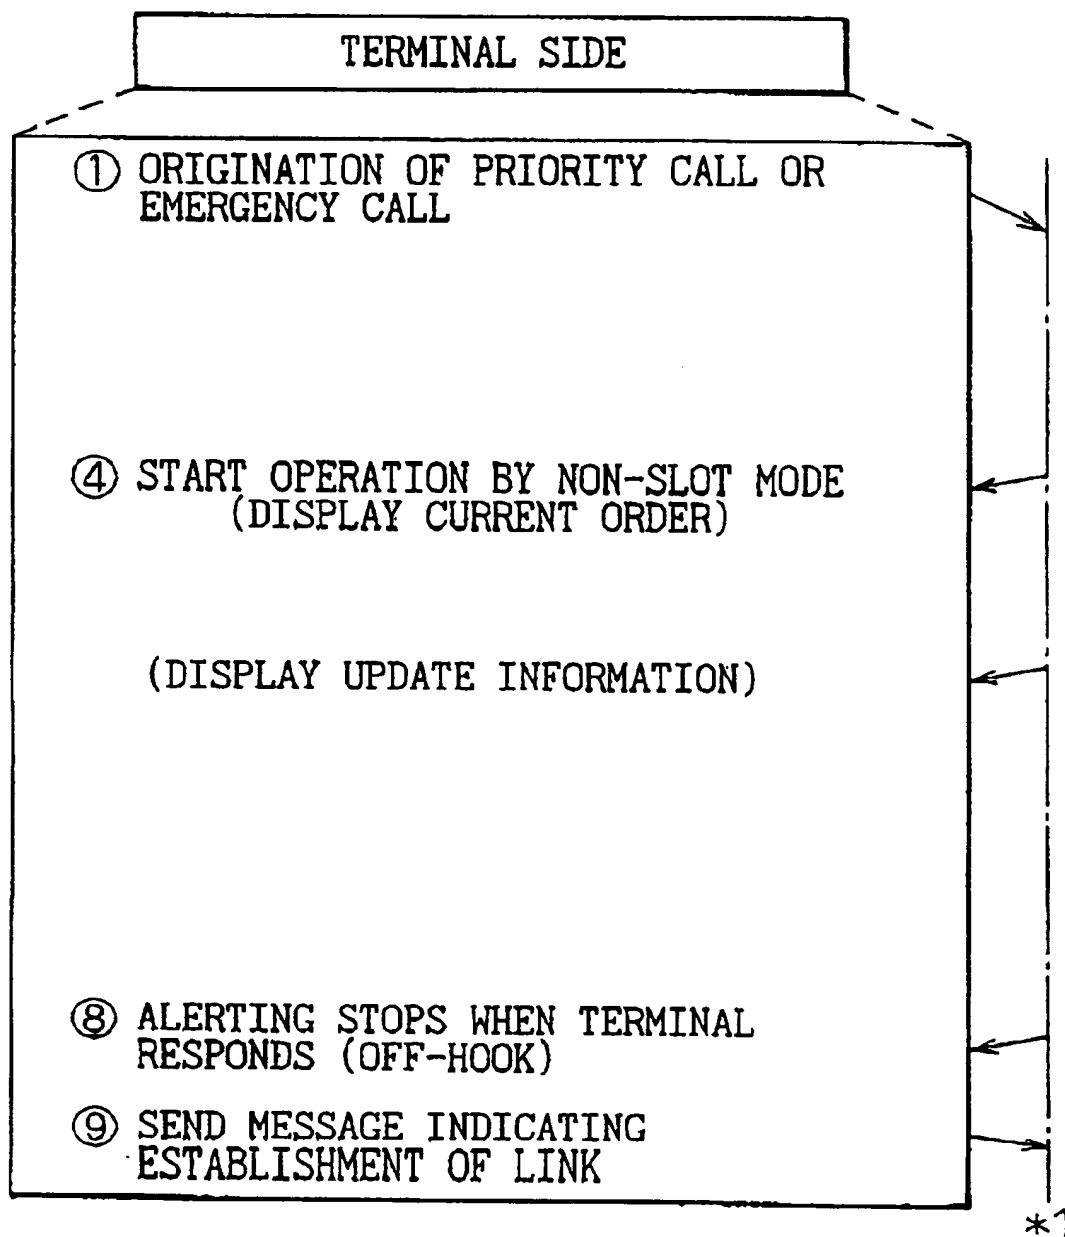 TERMINAL SIDE
① ORIGINATION OF PRIORITY CALL OR
EMERGENCY CALL
④ START OPERATION BY NON-SLOT MODE
(DISPLAY CURRENT ORDER)
(DISPLAY UPDATE INFORMATION)
⑧ ALERTING STOPS WHEN TERMINAL
RESPONDS (OFF-HOOK)
⑨ SEND MESSAGE INDICATING
ESTABLISHMENT OF LINK
*1